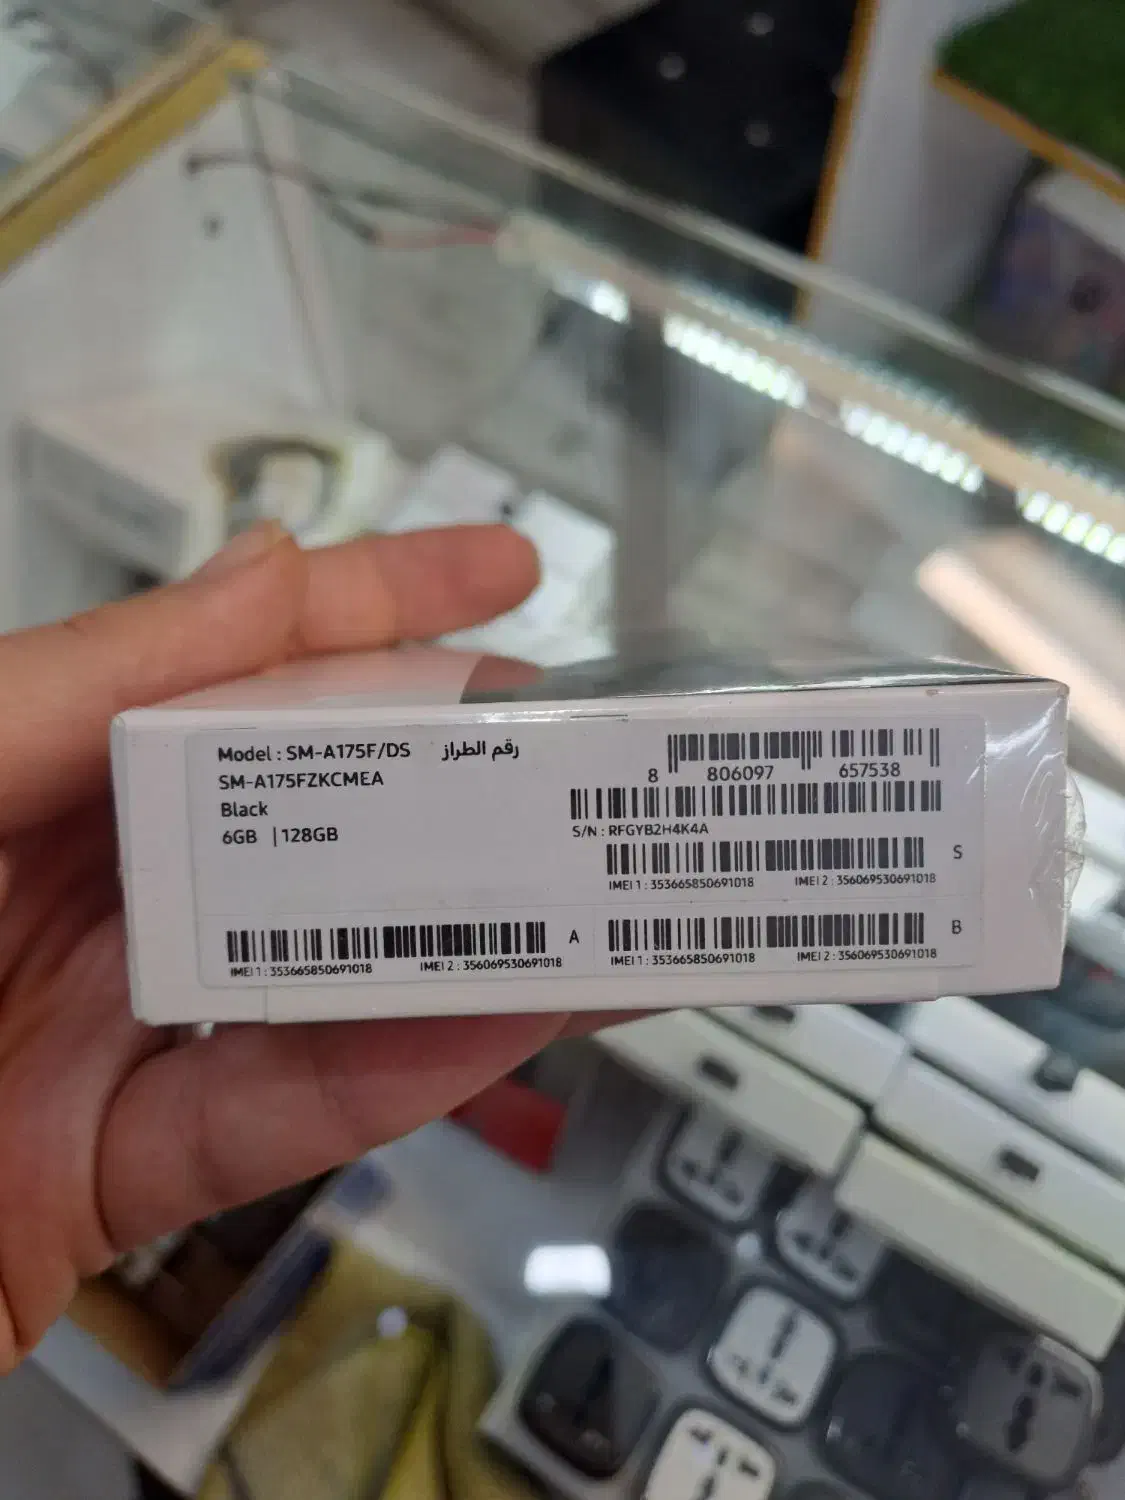 Model : SM-A175F/DS رقم الطراز
SM-A175FZKCMEA
Black
6GB | 128GB
8 806097 657538
S/N : RFGYB2H4K4A
S
IMEI 1 : 353665850691018 IMEI 2 : 356069530691018
A
IMEI 1 : 353665850691018 IMEI 2 : 356069530691018
B
IMEI 1 : 353665850691018 IMEI 2 : 356069530691018